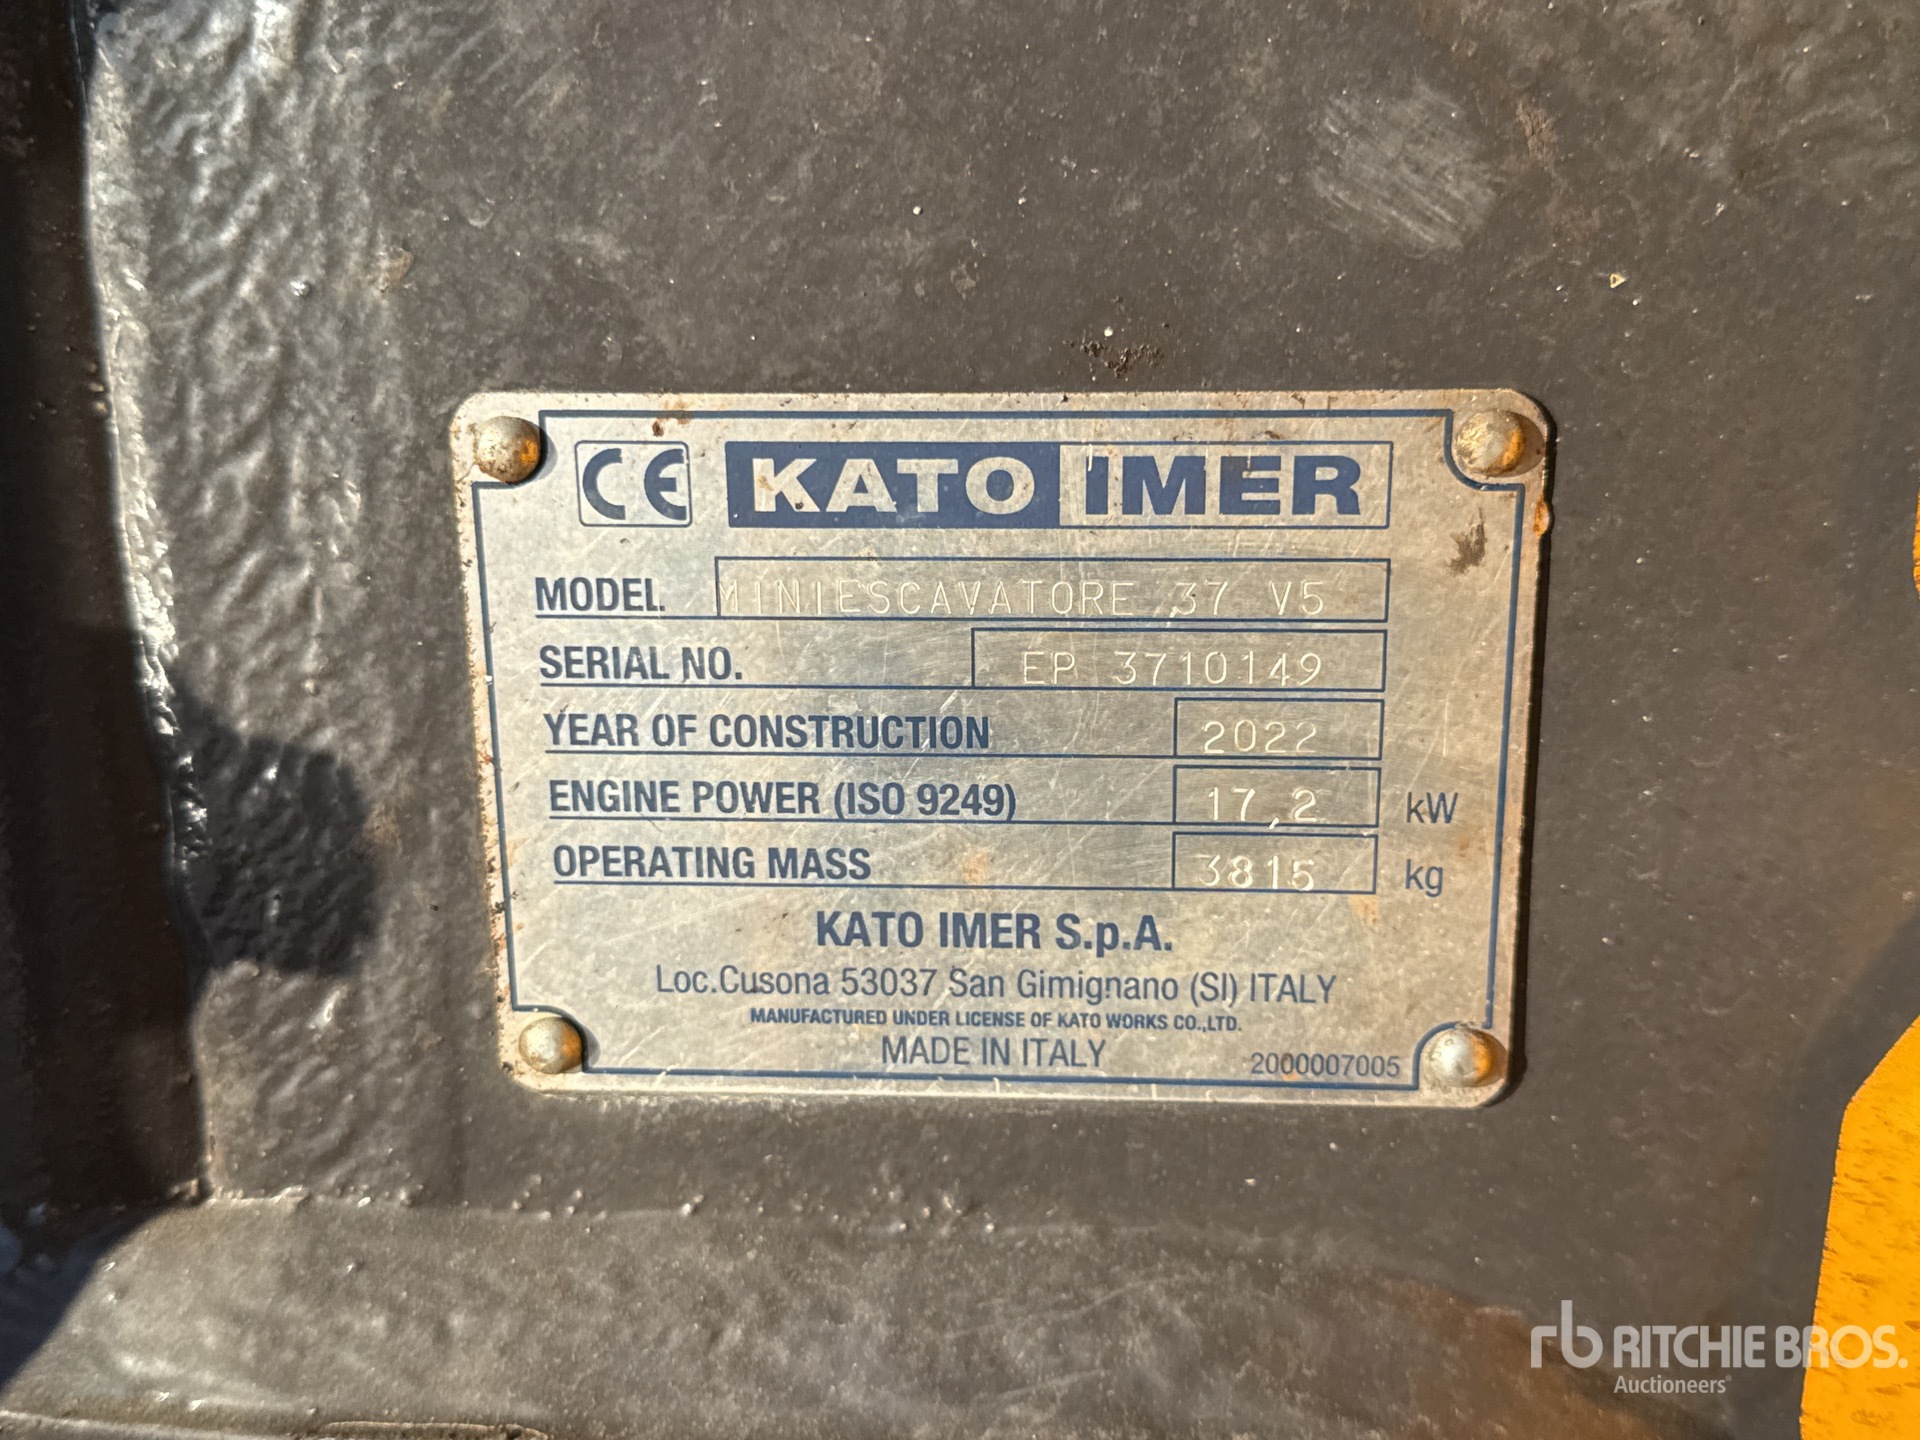 CE KATO IMER
MODEL MINIESCAVATORE 37 V5
SERIAL NO. EP 3710149
YEAR OF CONSTRUCTION 2022
ENGINE POWER (ISO 9249) 17,2 kW
OPERATING MASS 3815 kg
KATO IMER S.p.A.
Loc.Cusona 53037 San Gimignano (SI) ITALY
MANUFACTURED UNDER LICENSE OF KATO WORKS CO.,LTD.
MADE IN ITALY 2000007005
rb RITCHIE BROS.
Auctioneers